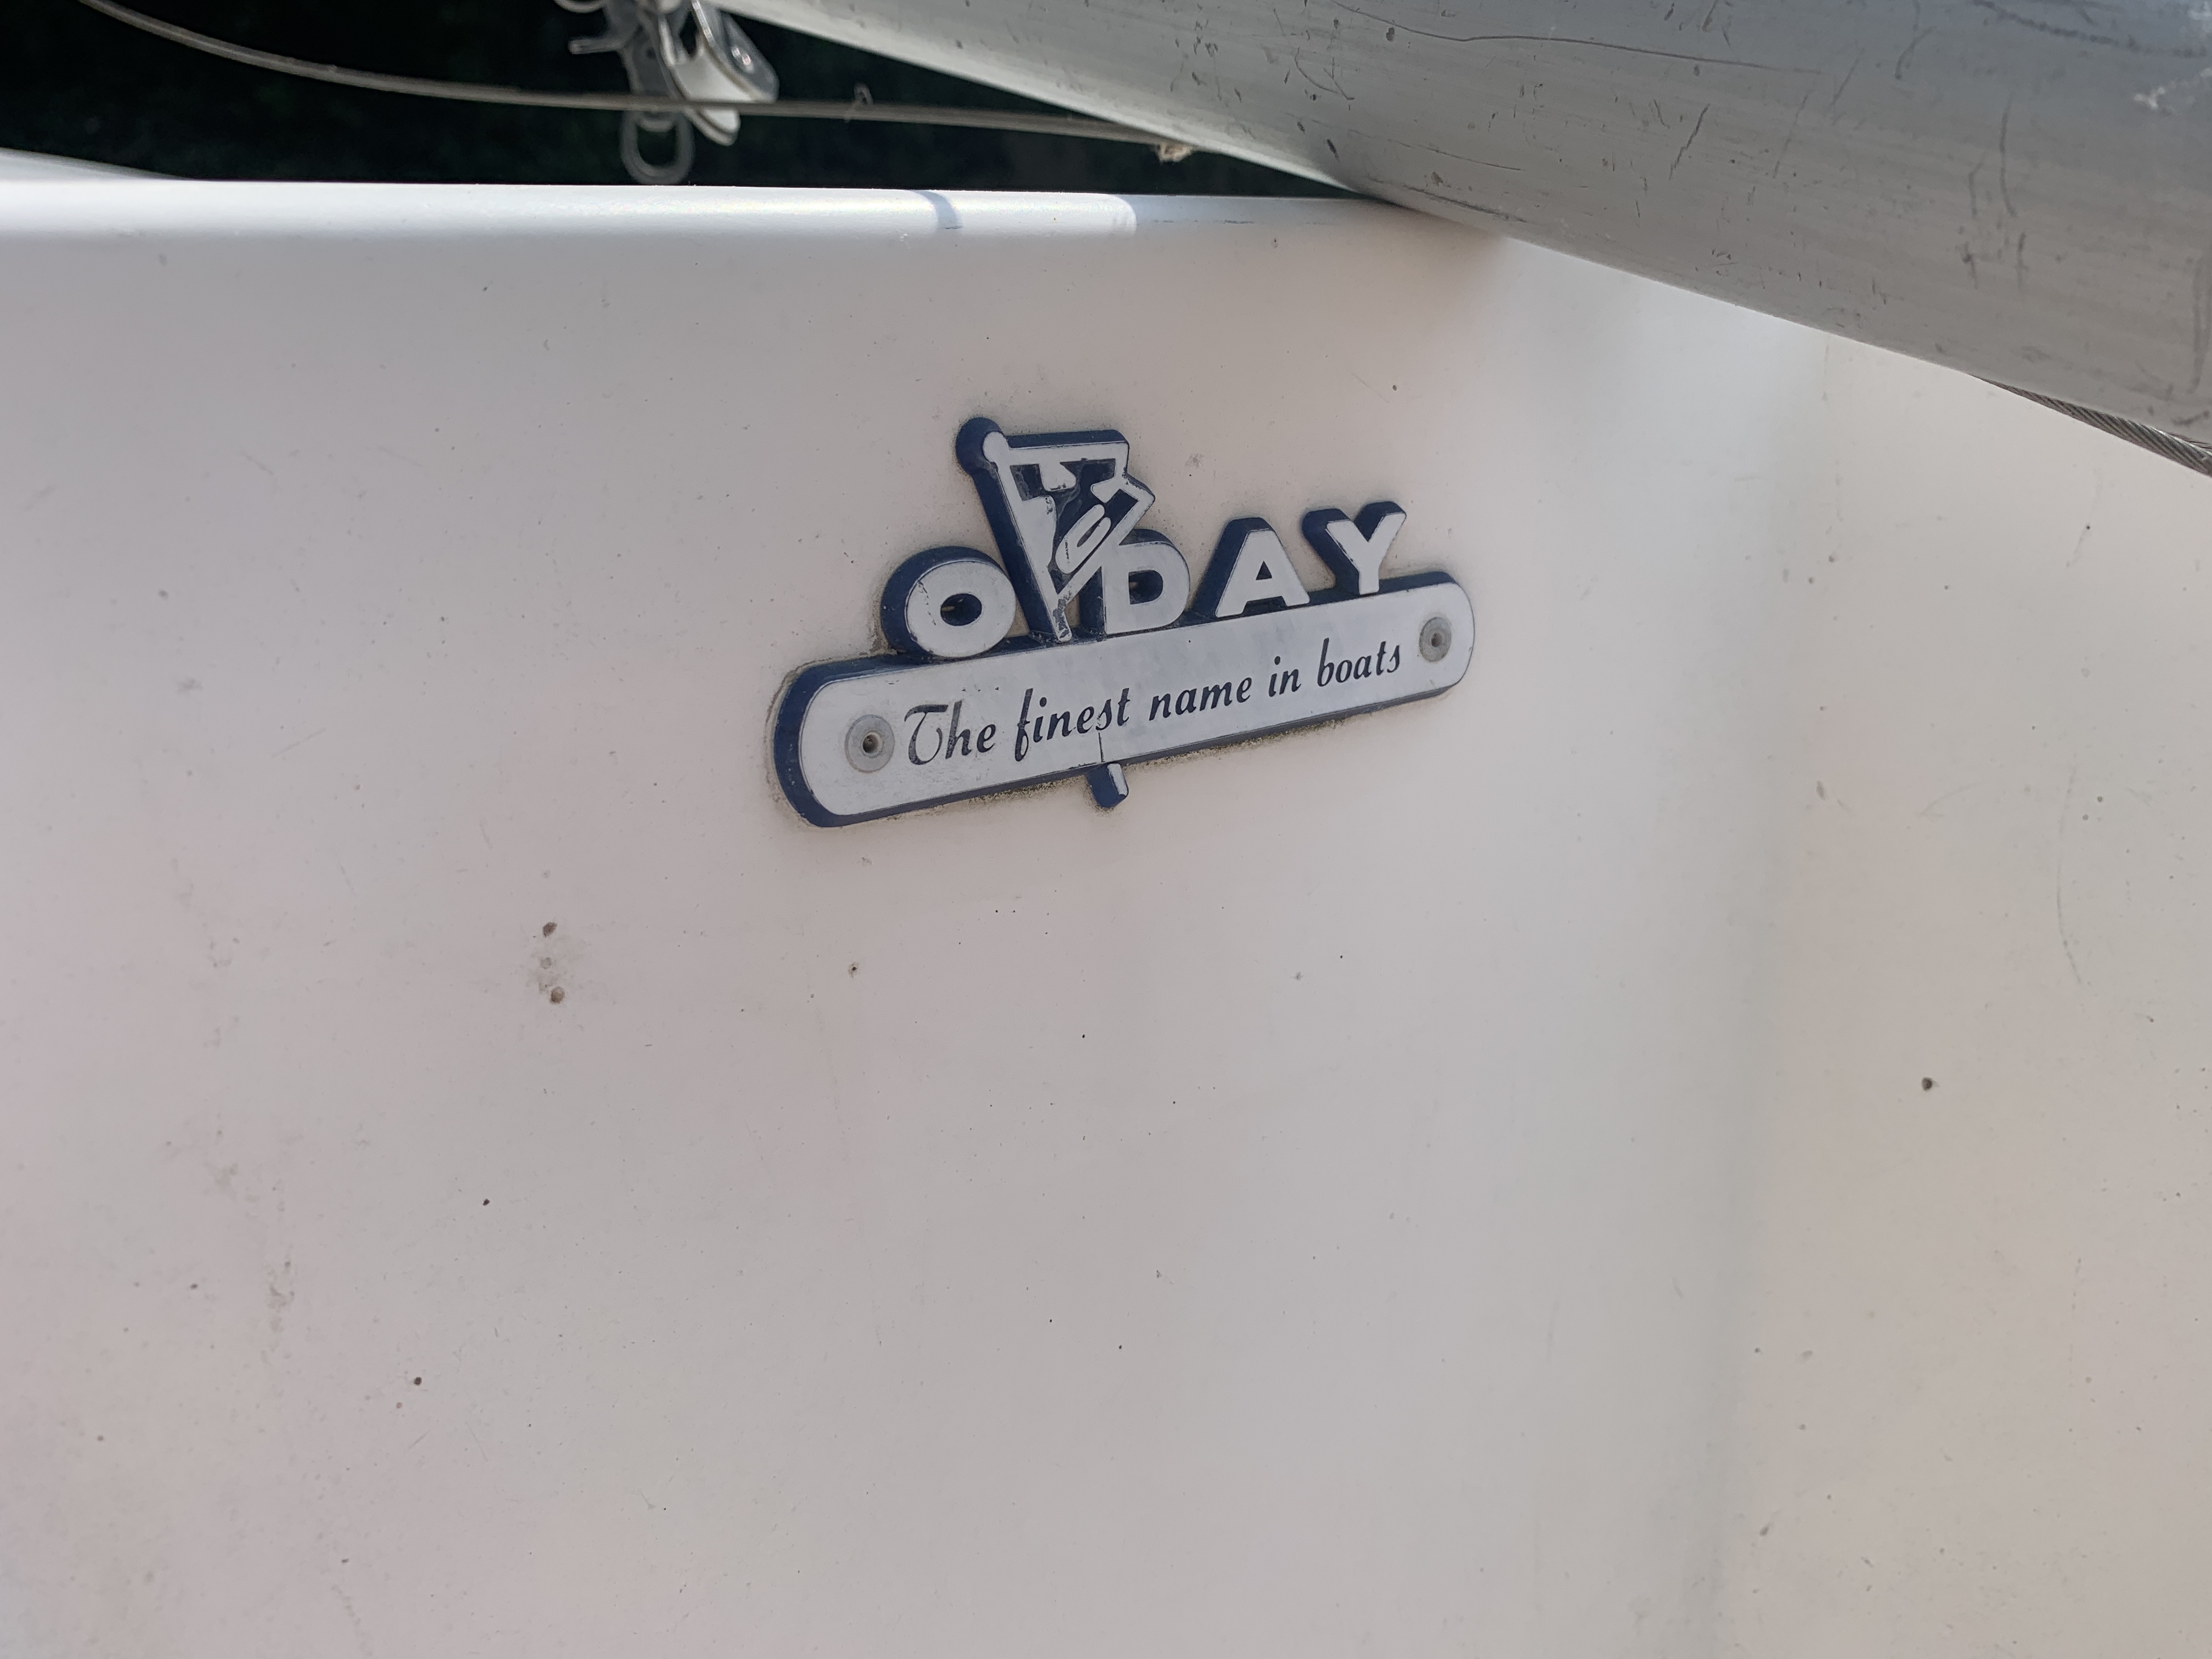 O DAY
The finest name in boats